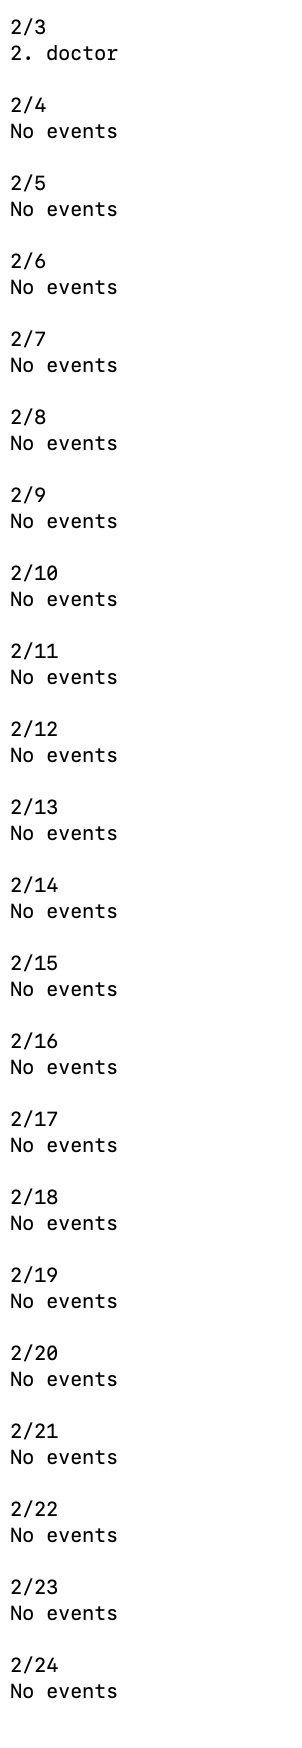 2/3
2. doctor

2/4
No events

2/5
No events

2/6
No events

2/7
No events

2/8
No events

2/9
No events

2/10
No events

2/11
No events

2/12
No events

2/13
No events

2/14
No events

2/15
No events

2/16
No events

2/17
No events

2/18
No events

2/19
No events

2/20
No events

2/21
No events

2/22
No events

2/23
No events

2/24
No events